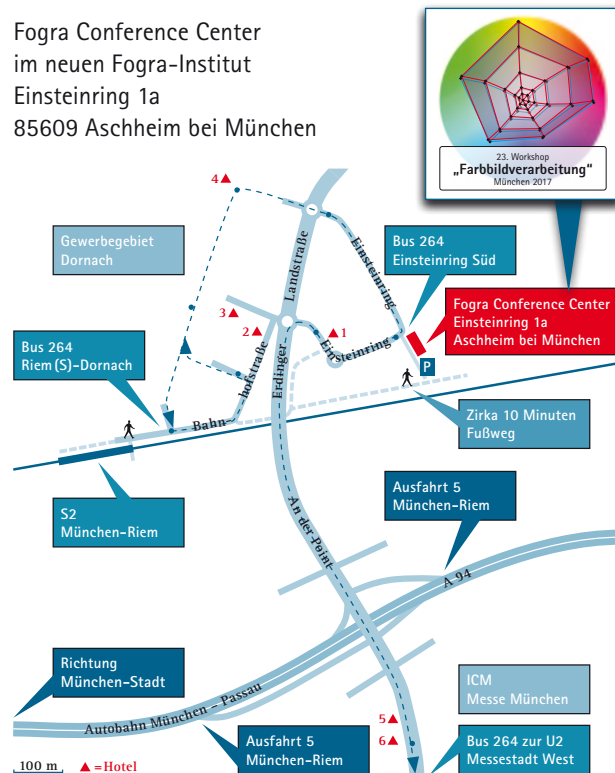 Fogra Conference Center
im neuen Fogra-Institut
Einsteinring 1a
85609 Aschheim bei München
23. Workshop
„Farbbildverarbeitung“
München 2017
4
Gewerbegebiet
Dornach
Landstraße
Einsteinring
Bus 264
Einsteinring Süd
3
2
1
Einsteinring
Fogra Conference Center
Einsteinring 1a
Aschheim bei München
P
Bus 264
Riem(S)-Dornach
Bahn-
hofstraße
Erdinger
Zirka 10 Minuten
Fußweg
S2
München-Riem
Ausfahrt 5
München-Riem
An der Point
A 94
Richtung
München-Stadt
Autobahn München – Passau
ICM
Messe München
5
6
Ausfahrt 5
München-Riem
Bus 264 zur U2
Messestadt West
100 m
= Hotel